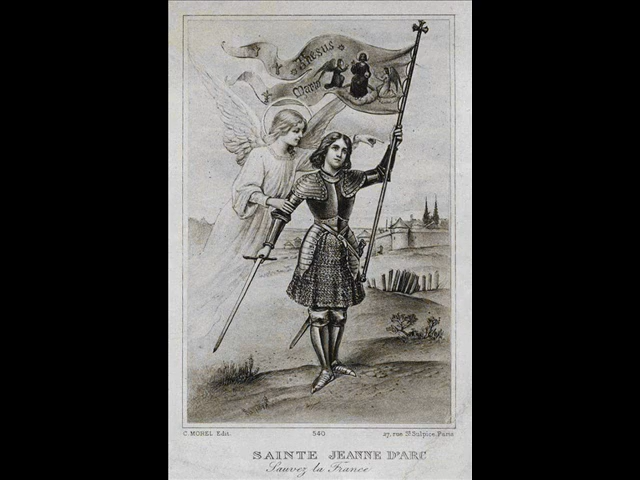 Jhesus
Maria
C. MOREL Edit.
540
27, rue St Sulpice, Paris
SAINTE JEANNE D'ARC
Sauvez la France